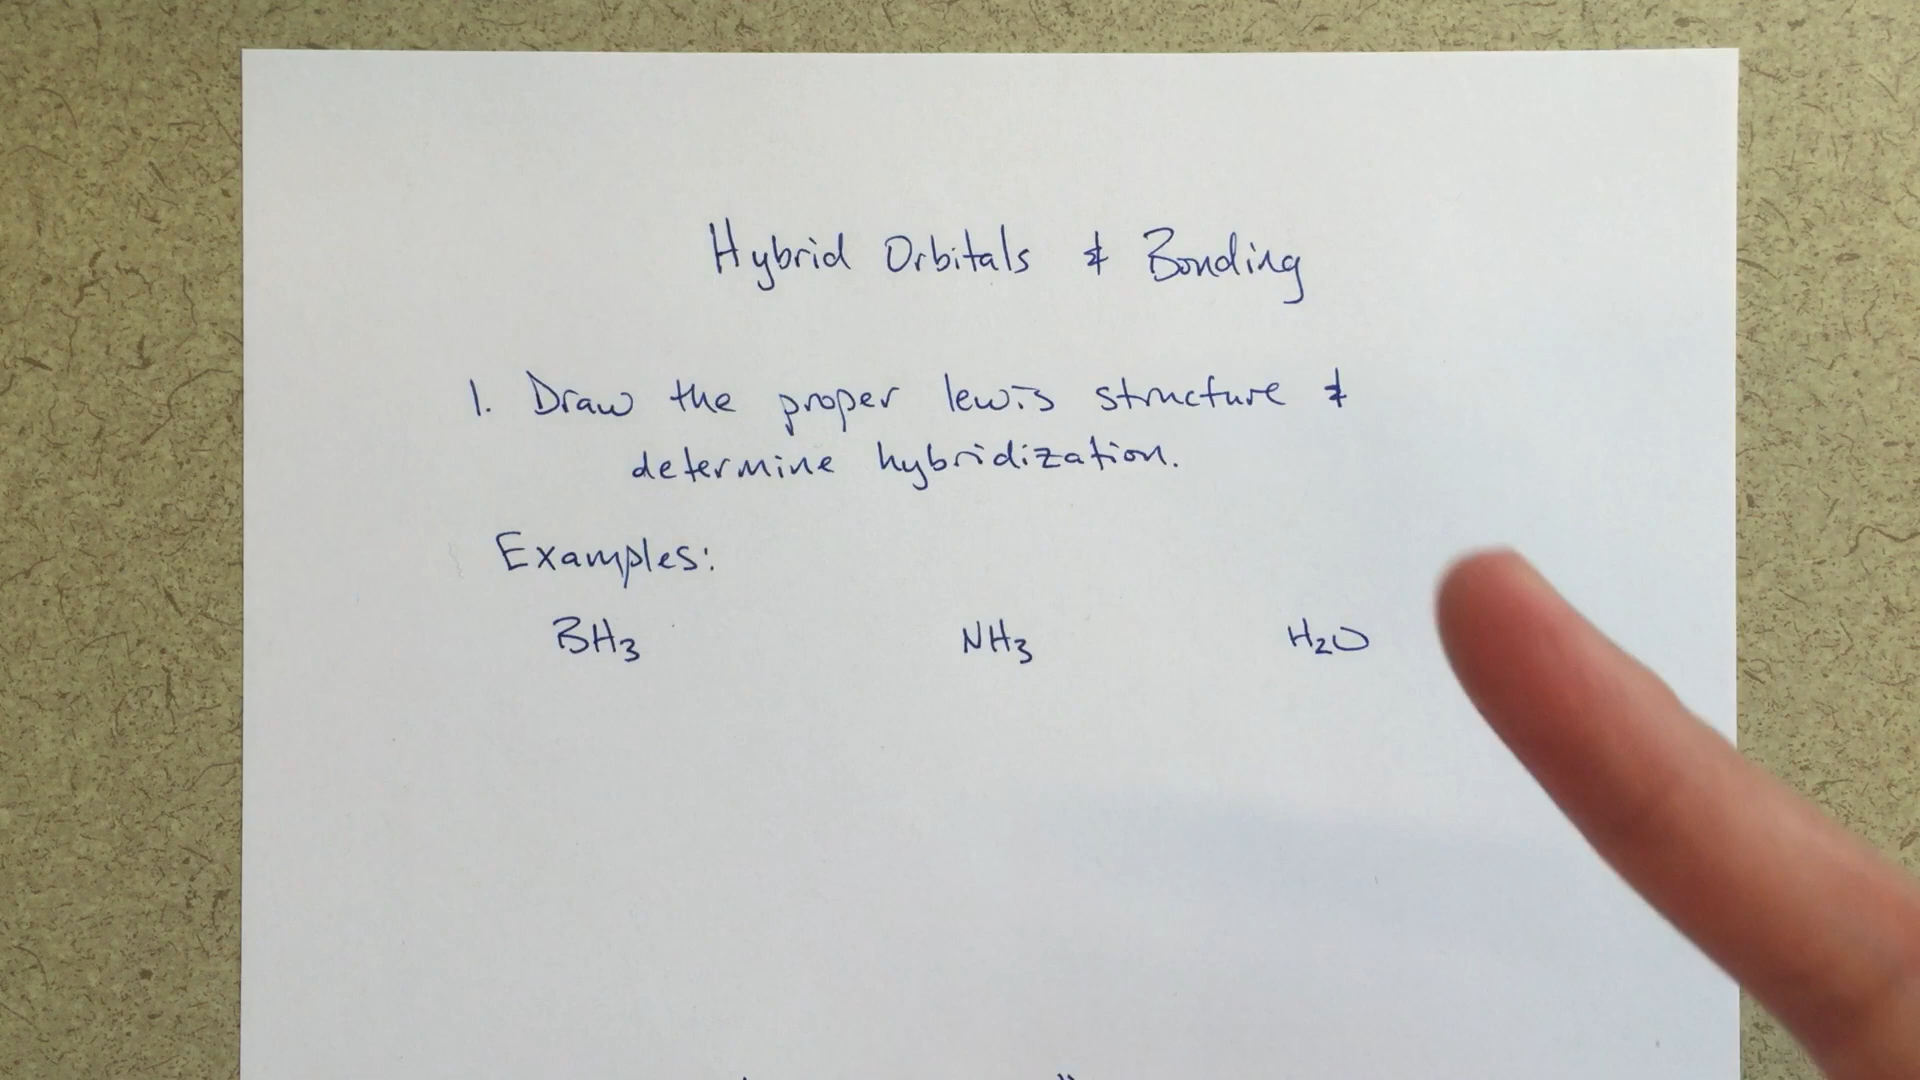 Hybrid Orbitals & Bonding
1. Draw the proper lewis structure &
determine hybridization.
Examples:
BH₃ NH₃ H₂O